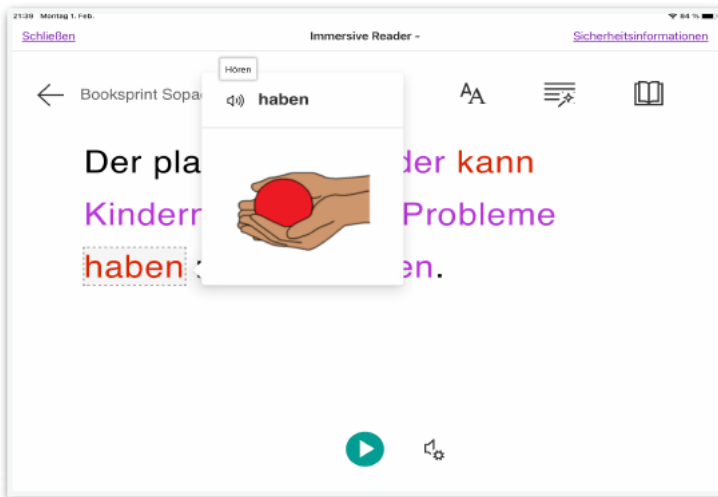 21:39 Montag 1. Feb. 84 %
Schließen Immersive Reader - Sicherheitsinformationen
Hören
Booksprint Sopa
haben
AA
Der pla der kann
Kindern Probleme
haben en.